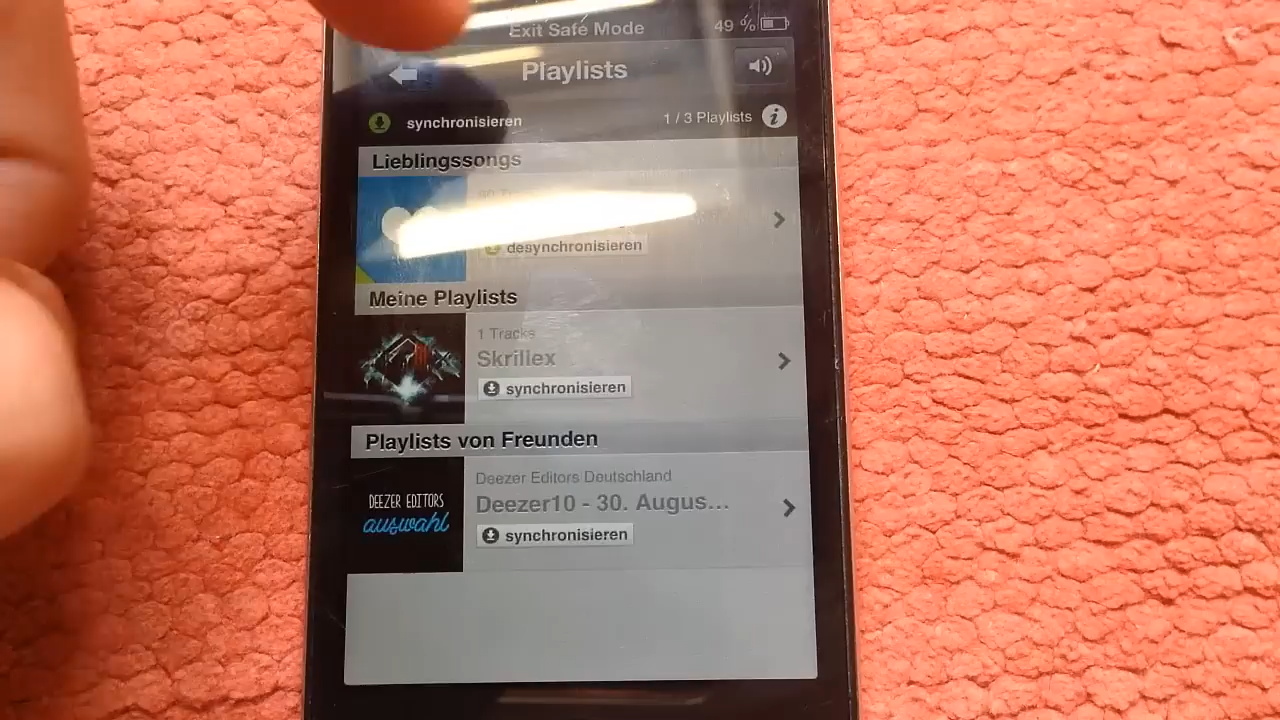 Exit Safe Mode 49 %
Playlists
synchronisieren 1 / 3 Playlists
Lieblingssongs
desynchronisieren
Meine Playlists
1 Tracks
Skrillex
synchronisieren
Playlists von Freunden
DEEZER EDITORS
auswahl
Deezer Editors Deutschland
Deezer10 - 30. Augus...
synchronisieren